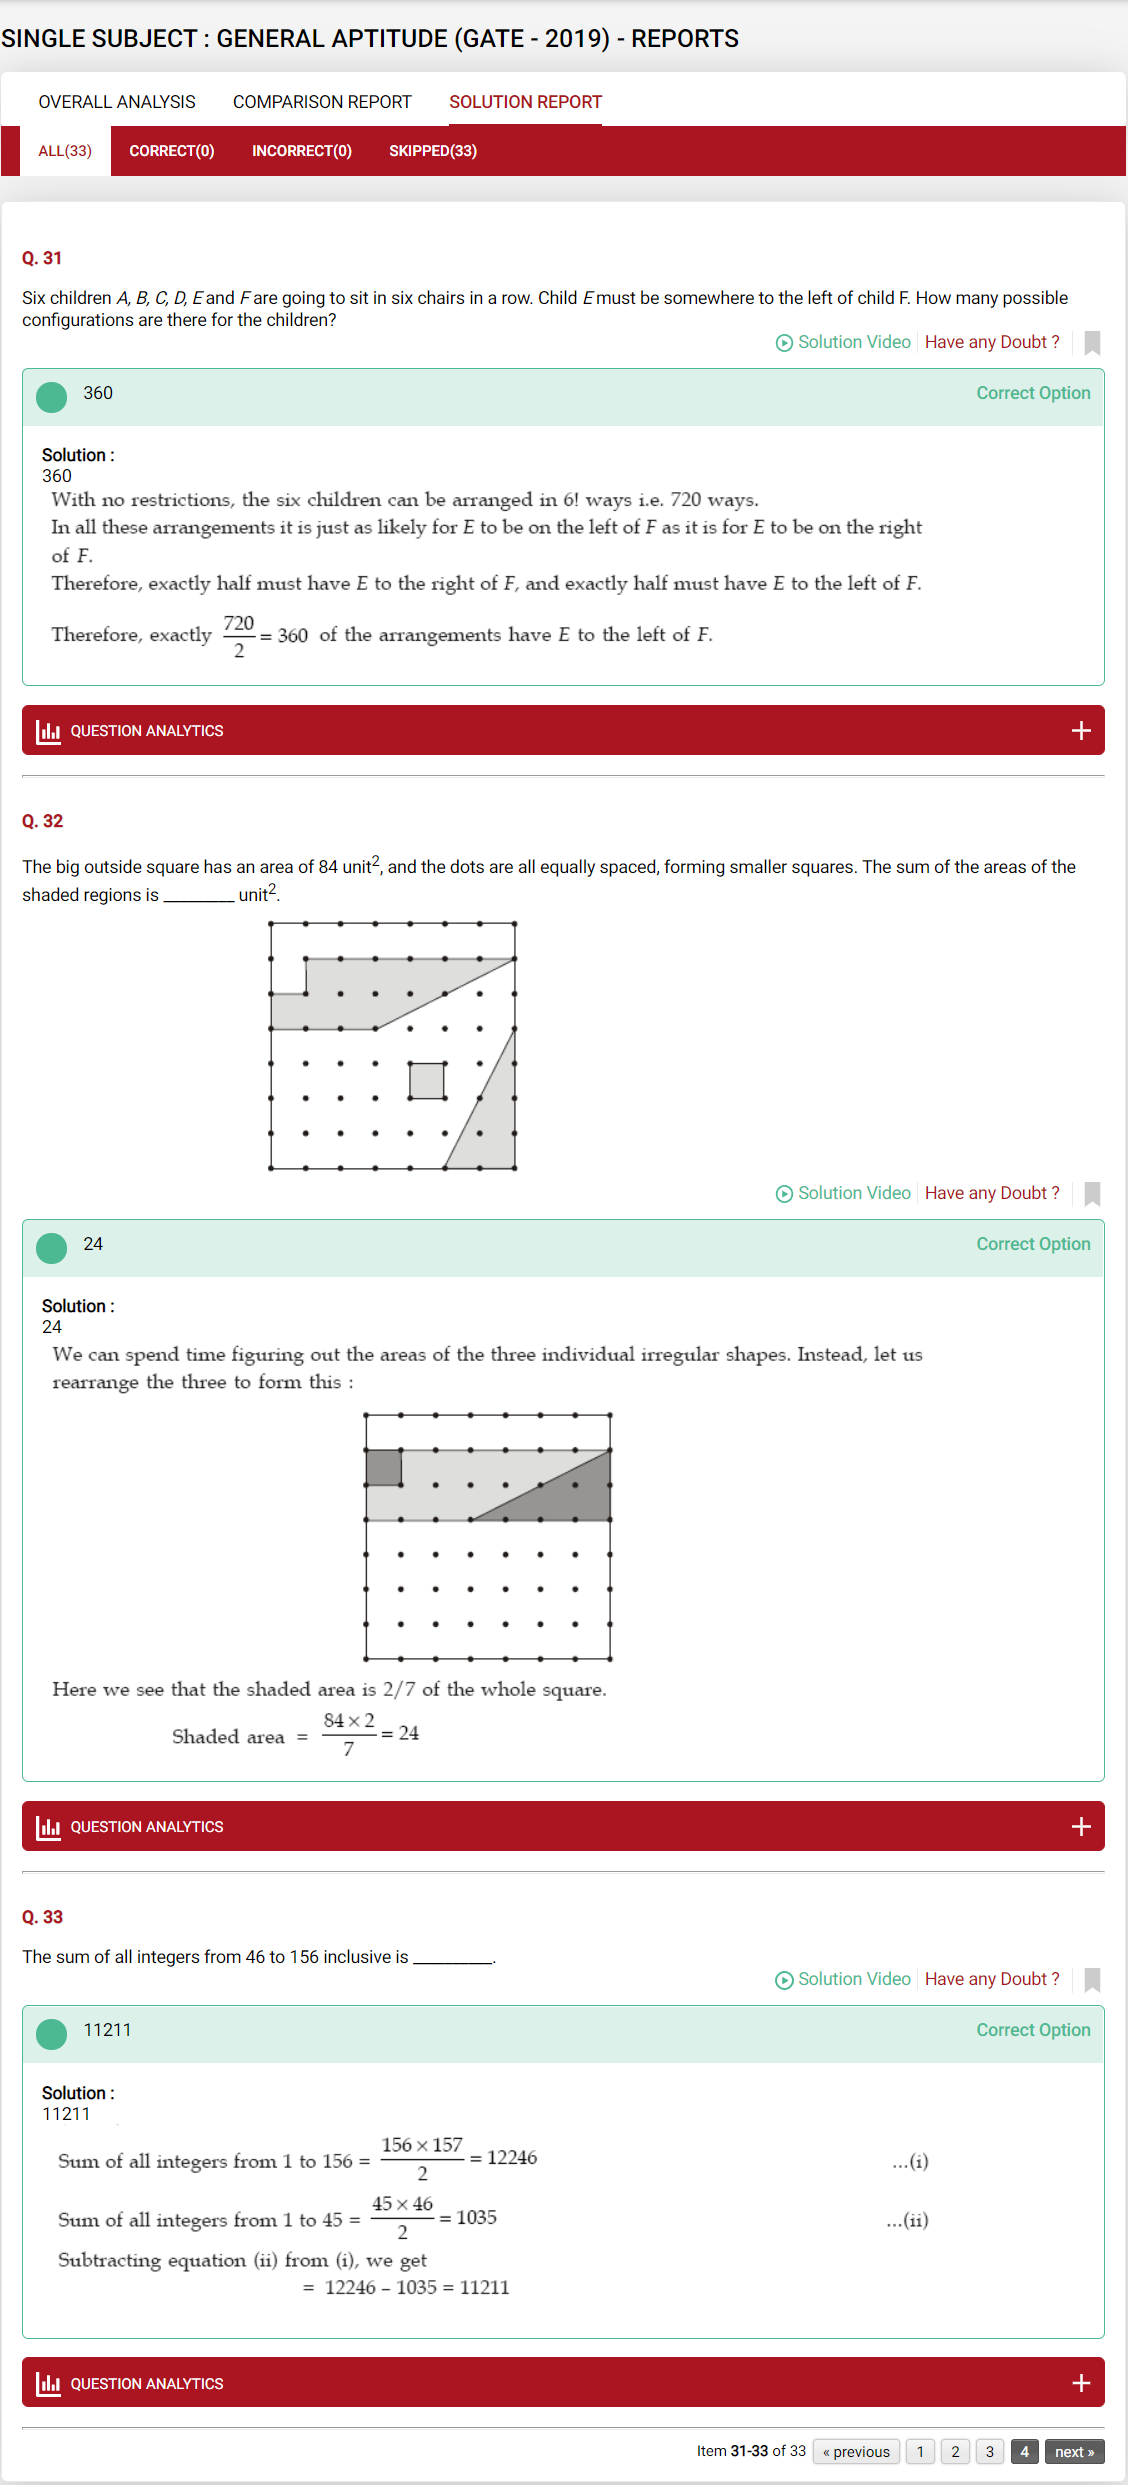 SINGLE SUBJECT : GENERAL APTITUDE (GATE - 2019) - REPORTS
OVERALL ANALYSIS COMPARISON REPORT SOLUTION REPORT
ALL(33) CORRECT(0) INCORRECT(0) SKIPPED(33)
Q. 31
Six children A, B, C, D, E and F are going to sit in six chairs in a row. Child E must be somewhere to the left of child F. How many possible
configurations are there for the children?
Solution Video Have any Doubt ?
360 Correct Option
Solution :
360
With no restrictions, the six children can be arranged in 6! ways i.e. 720 ways.
In all these arrangements it is just as likely for E to be on the left of F as it is for E to be on the right
of F.
Therefore, exactly half must have E to the right of F, and exactly half must have E to the left of F.
Therefore, exactly 720/2 = 360 of the arrangements have E to the left of F.
QUESTION ANALYTICS +
Q. 32
The big outside square has an area of 84 unit², and the dots are all equally spaced, forming smaller squares. The sum of the areas of the
shaded regions is ________ unit².
Solution Video Have any Doubt ?
24 Correct Option
Solution :
24
We can spend time figuring out the areas of the three individual irregular shapes. Instead, let us
rearrange the three to form this :
Here we see that the shaded area is 2/7 of the whole square.
Shaded area = 84 × 2/7 = 24
QUESTION ANALYTICS +
Q. 33
The sum of all integers from 46 to 156 inclusive is _________.
Solution Video Have any Doubt ?
11211 Correct Option
Solution :
11211
Sum of all integers from 1 to 156 = 156 × 157/2 = 12246 ...(i)
Sum of all integers from 1 to 45 = 45 × 46/2 = 1035 ...(ii)
Subtracting equation (ii) from (i), we get
= 12246 – 1035 = 11211
QUESTION ANALYTICS +
Item 31-33 of 33 « previous 1 2 3 4 next »